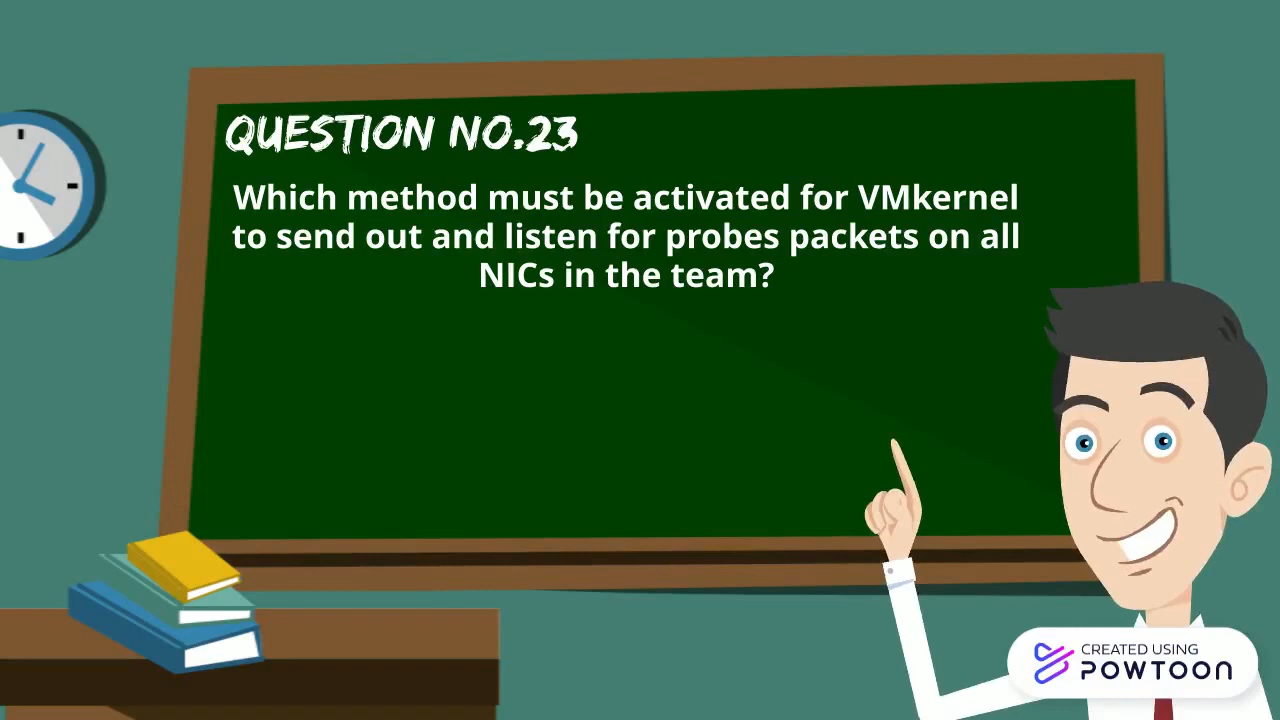 QUESTION NO.23
Which method must be activated for VMkernel
to send out and listen for probes packets on all
NICs in the team?
CREATED USING
POWTOON